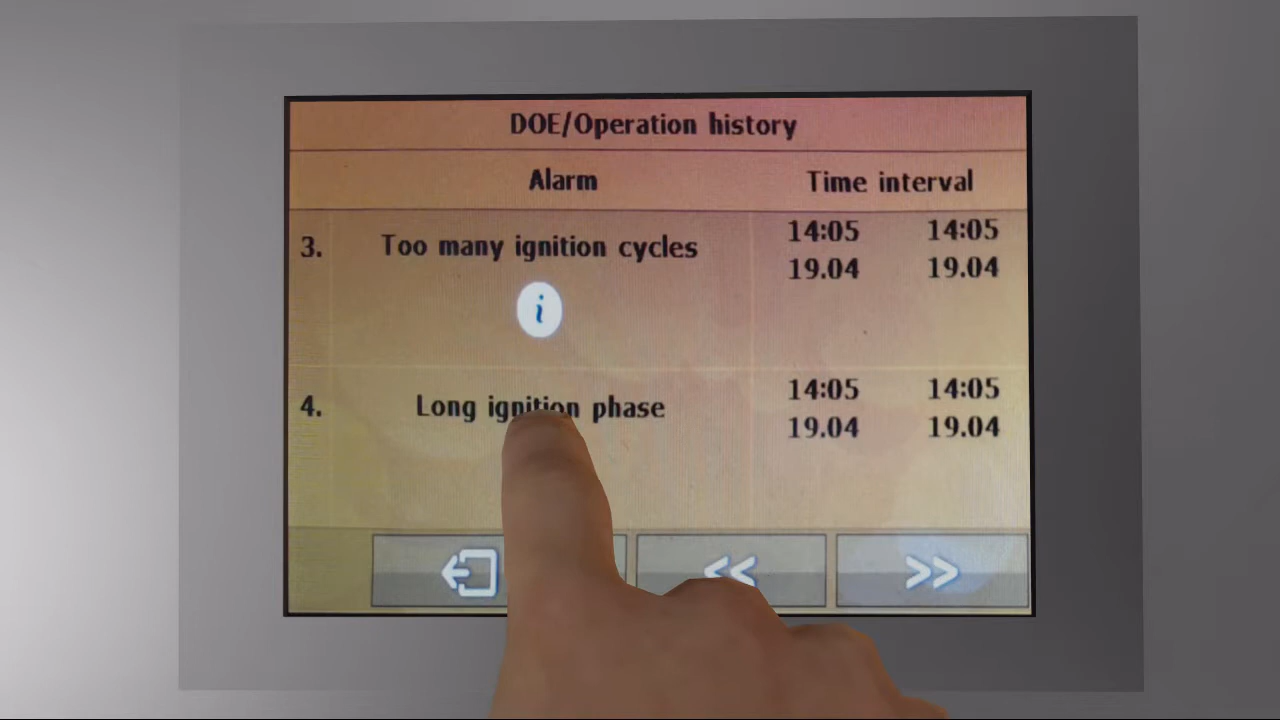 DOE/Operation history
Alarm Time interval
3. Too many ignition cycles 14:05 14:05
19.04 19.04
i
4. Long ignition phase 14:05 14:05
19.04 19.04
<< >>